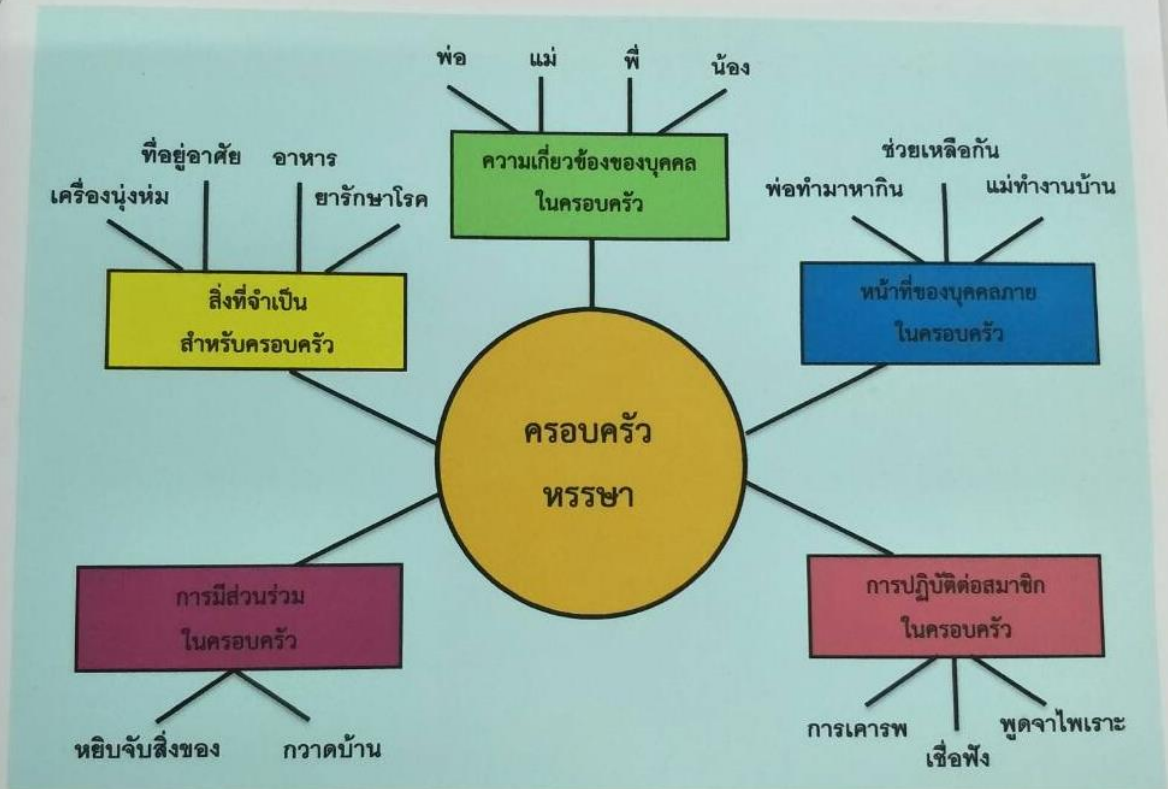 พ่อ แม่ พี่ น้อง
ความเกี่ยวข้องของบุคคล
ในครอบครัว
ที่อยู่อาศัย อาหาร
เครื่องนุ่งห่ม ยารักษาโรค
สิ่งที่จำเป็น
สำหรับครอบครัว
ช่วยเหลือกัน
พ่อทำมาหากิน แม่ทำงานบ้าน
หน้าที่ของบุคคลภาย
ในครอบครัว
ครอบครัว
หรรษา
การมีส่วนร่วม
ในครอบครัว
หยิบจับสิ่งของ กวาดบ้าน
การปฏิบัติต่อสมาชิก
ในครอบครัว
การเคารพ พูดจาไพเราะ
เชื่อฟัง